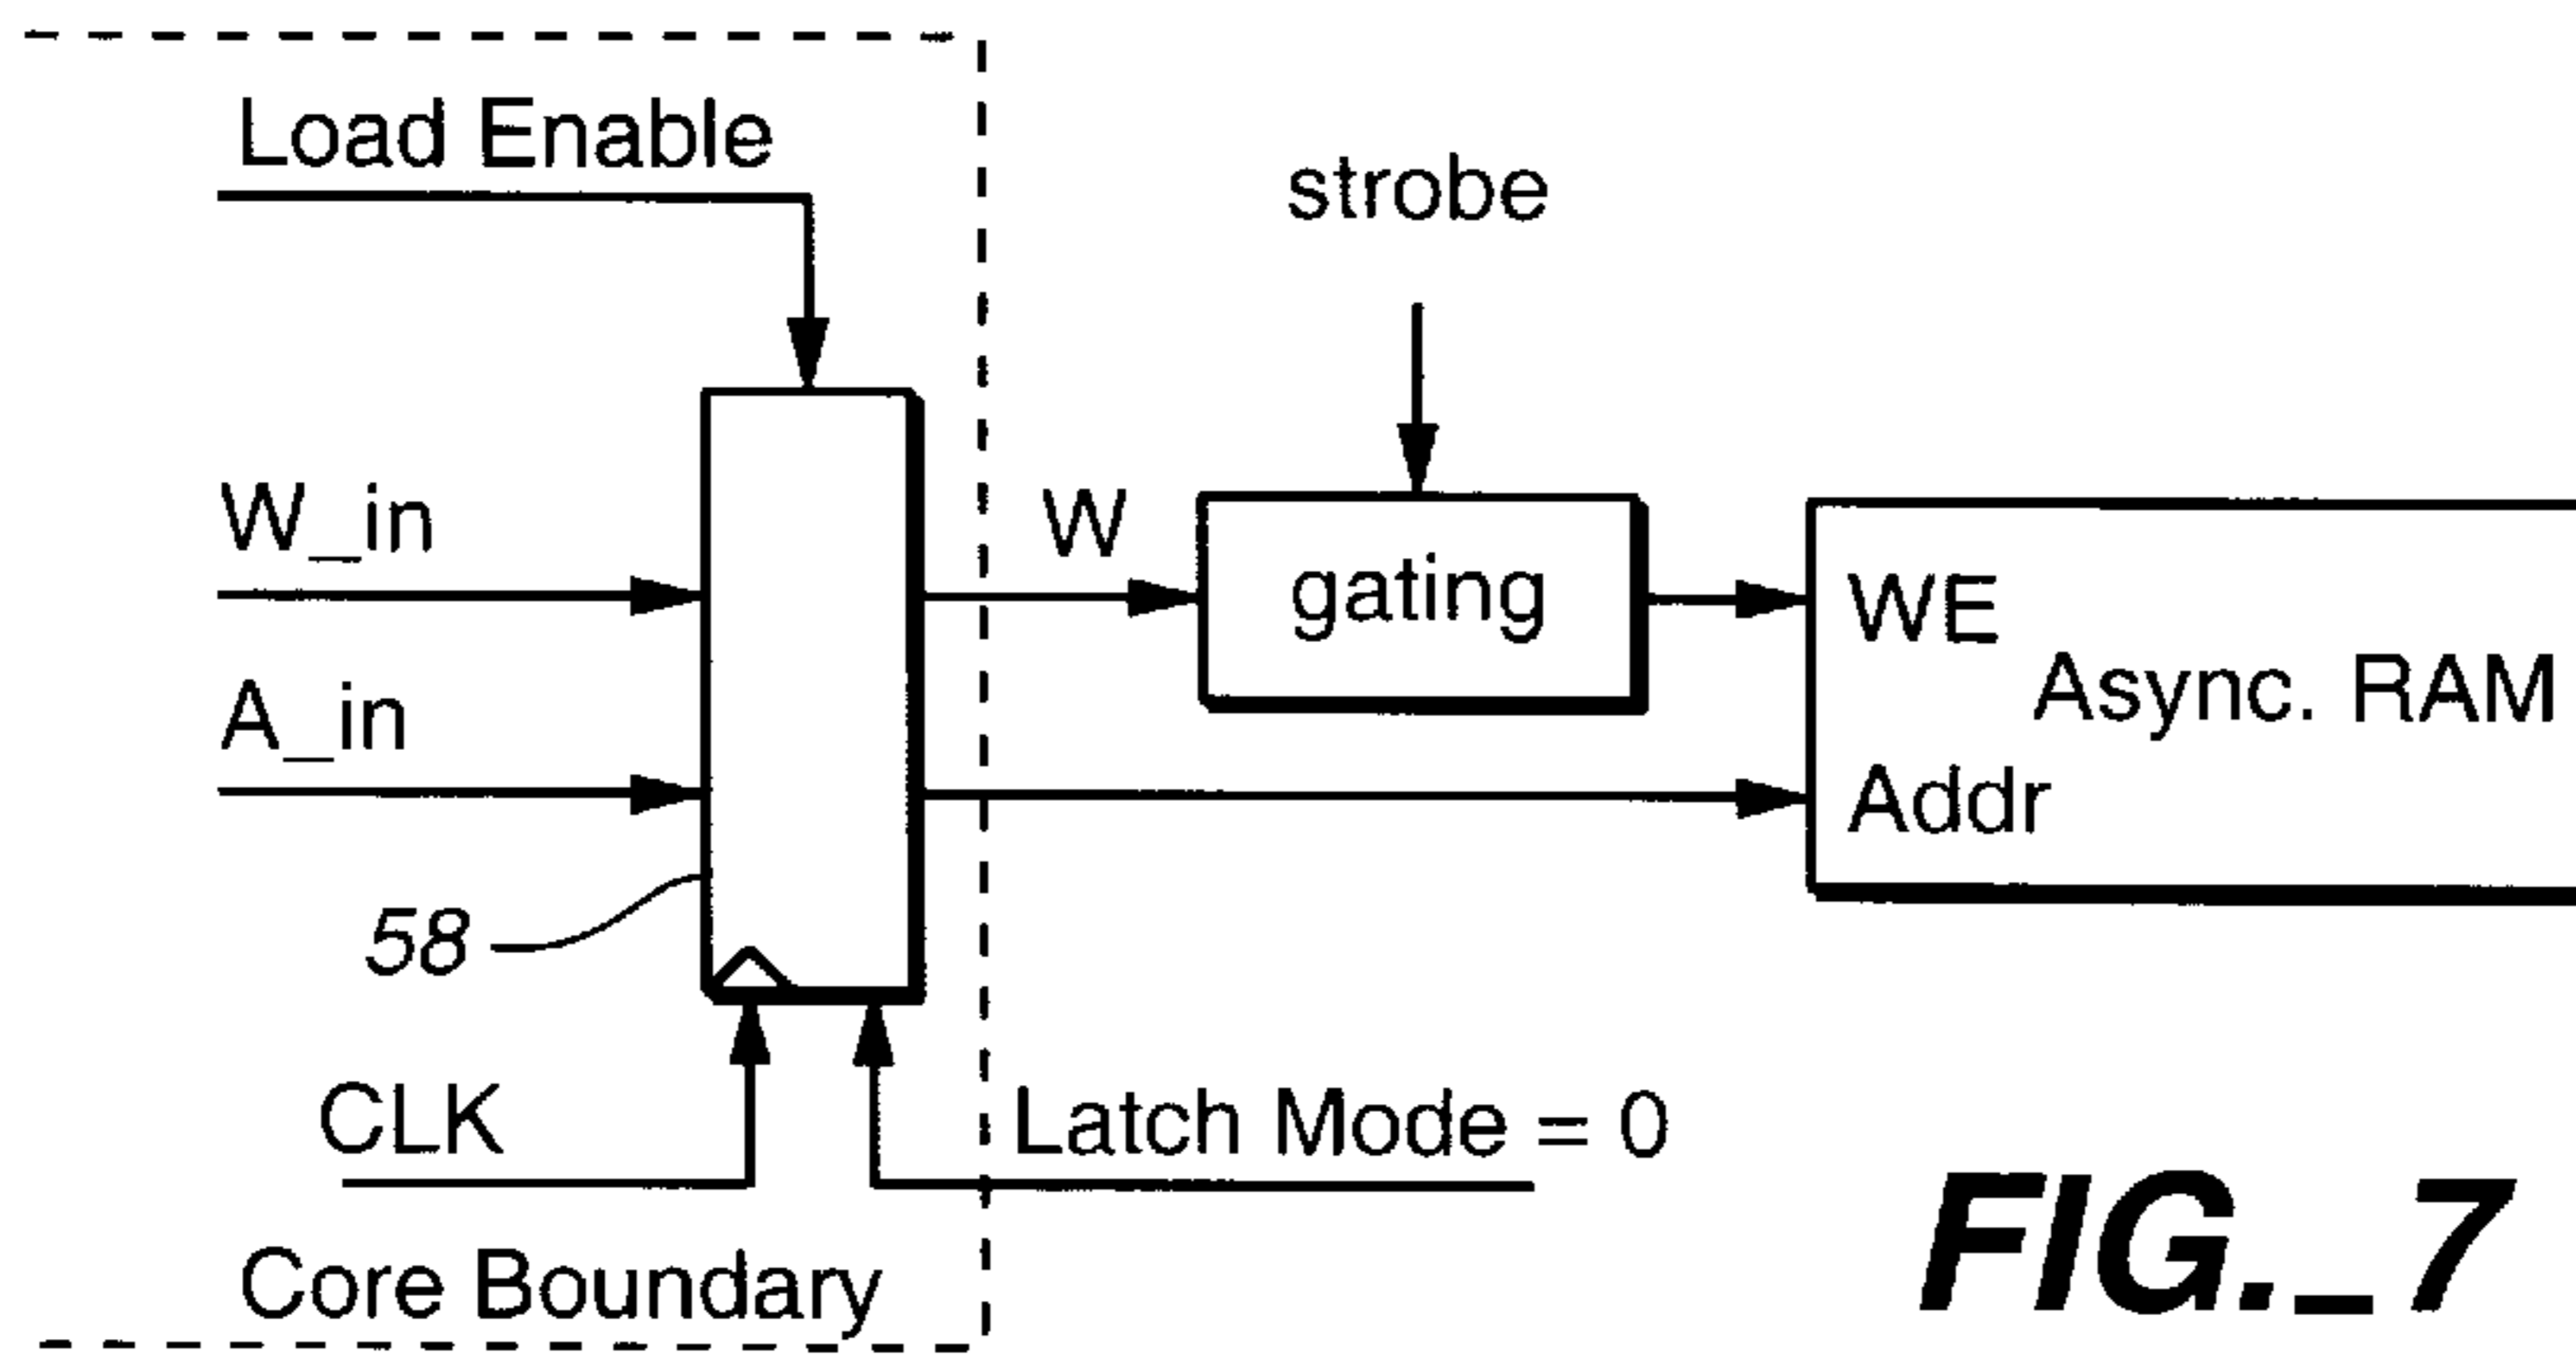 Load Enable
strobe
W_in
W
gating
WE
Async. RAM
A_in
Addr
58
CLK
Latch Mode = 0
Core Boundary
FIG._7